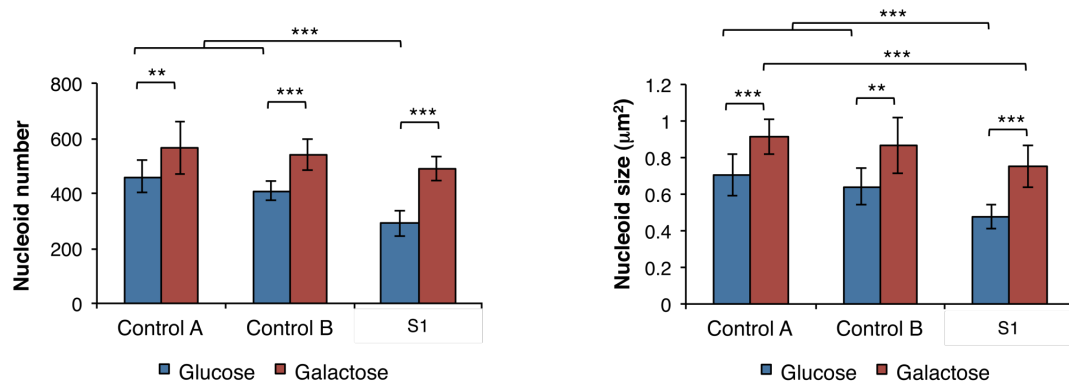 ***
**
***
***
Nucleoid number
800
600
400
200
0
Control A
Control B
S1
Glucose
Galactose
***
***
***
**
***
Nucleoid size (μm²)
1.2
1
0.8
0.6
0.4
0.2
0
Control A
Control B
S1
Glucose
Galactose